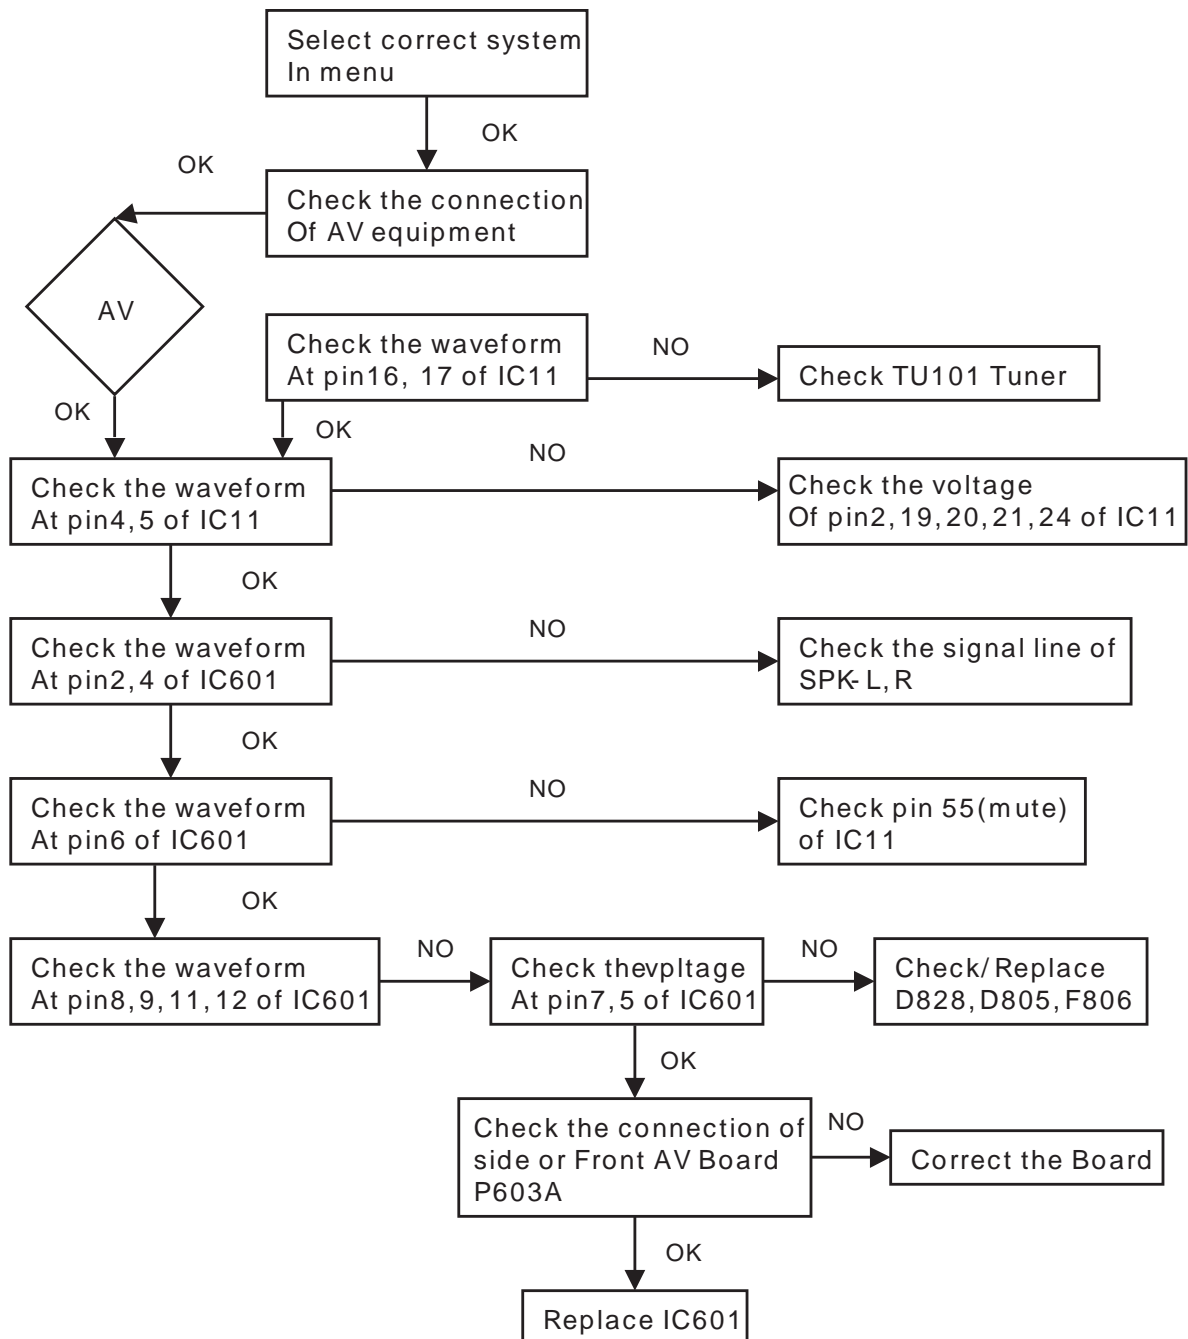 Select correct system
In menu
OK
OK
Check the connection
Of AV equipment
AV
Check the waveform
At pin16, 17 of IC11
NO
Check TU101 Tuner
OK
OK
Check the waveform
At pin4,5 of IC11
NO
Check the voltage
Of pin2,19,20,21,24 of IC11
OK
Check the waveform
At pin2,4 of IC601
NO
Check the signal line of
SPK-L,R
OK
Check the waveform
At pin6 of IC601
NO
Check pin 55(mute)
of IC11
OK
Check the waveform
At pin8,9,11,12 of IC601
NO
Check thevpltage
At pin7,5 of IC601
NO
Check/Replace
D828,D805,F806
OK
Check the connection of
side or Front AV Board
P603A
NO
Correct the Board
OK
Replace IC601